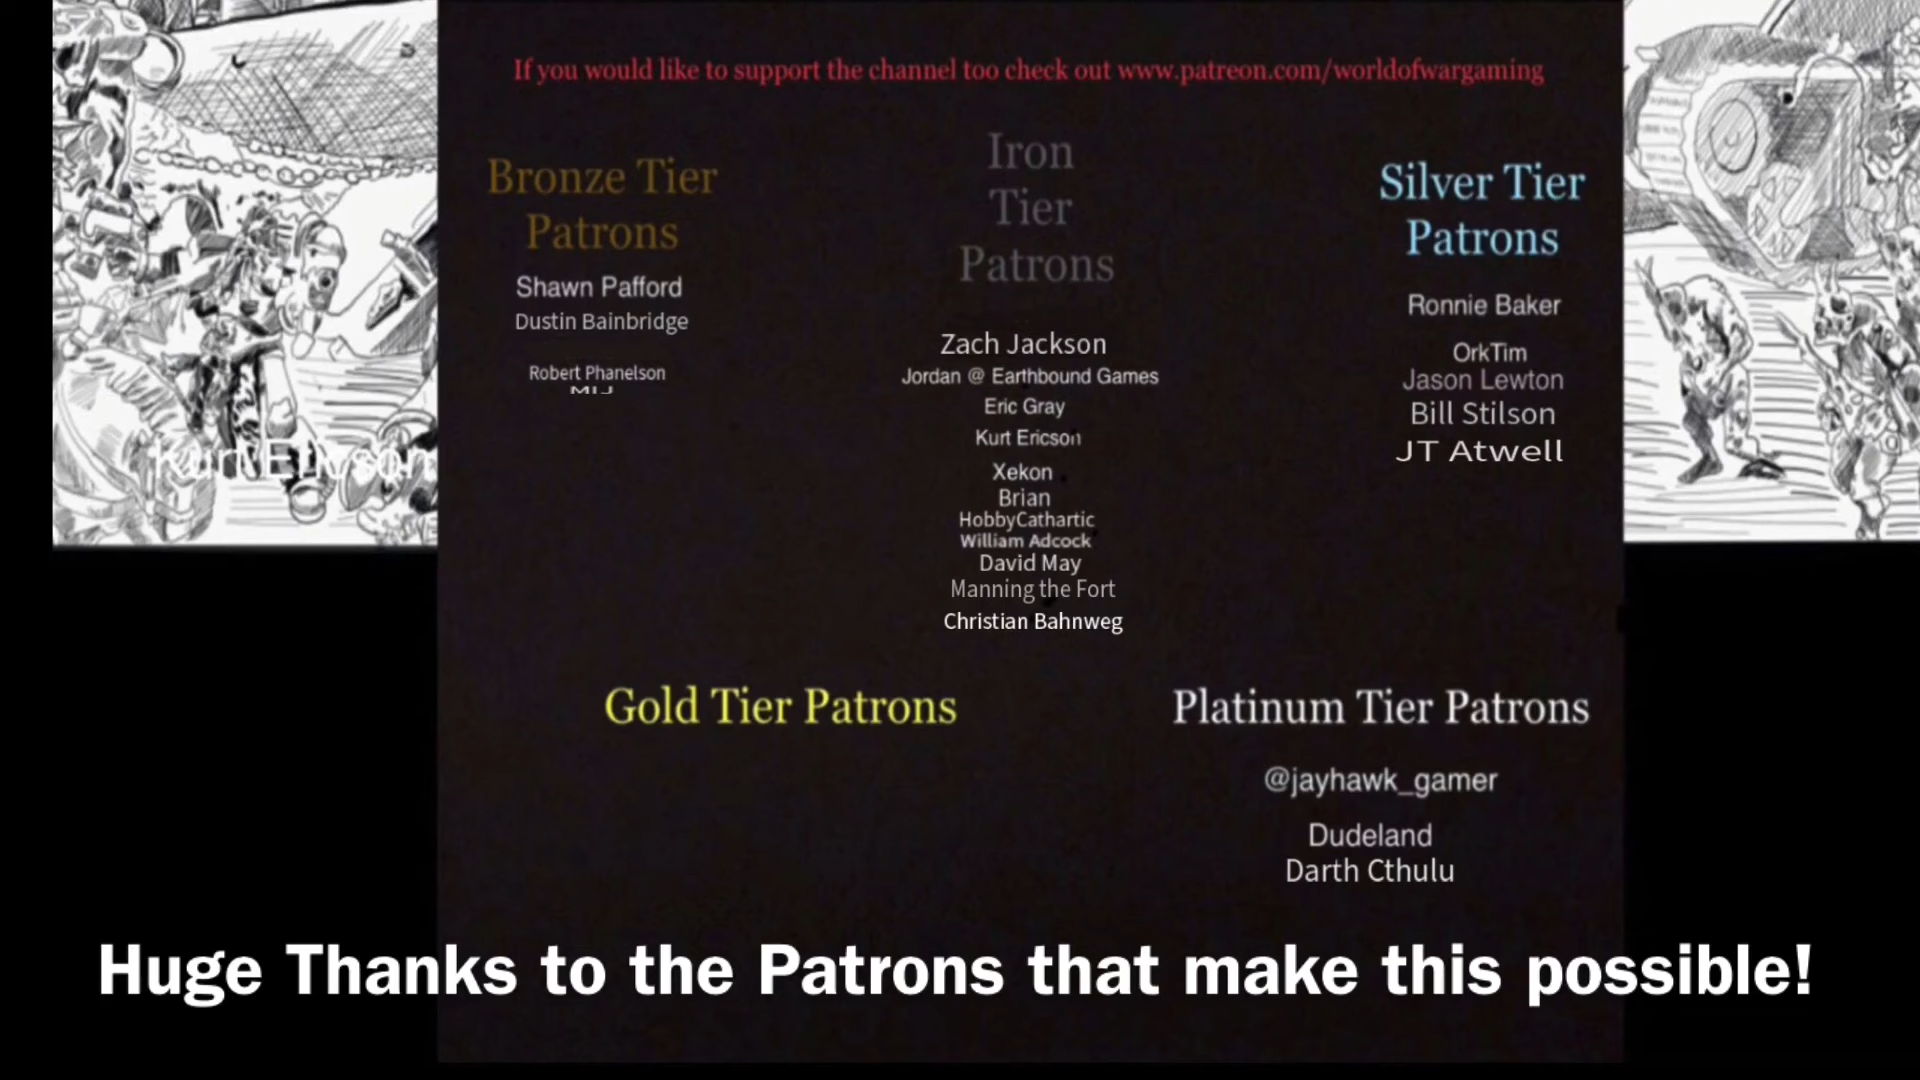 If you would like to support the channel too check out www.patreon.com/worldofwargaming
Bronze Tier
Patrons
Shawn Pafford
Dustin Bainbridge
Robert Phanelson
Kurt Ericson
Iron
Tier
Patrons
Zach Jackson
Jordan @ Earthbound Games
Eric Gray
Kurt Ericson
Xekon
Brian
HobbyCathartic
William Adcock
David May
Manning the Fort
Christian Bahnweg
Silver Tier
Patrons
Ronnie Baker
OrkTim
Jason Lewton
Bill Stilson
JT Atwell
Gold Tier Patrons
Platinum Tier Patrons
@jayhawk_gamer
Dudeland
Darth Cthulu
Huge Thanks to the Patrons that make this possible!